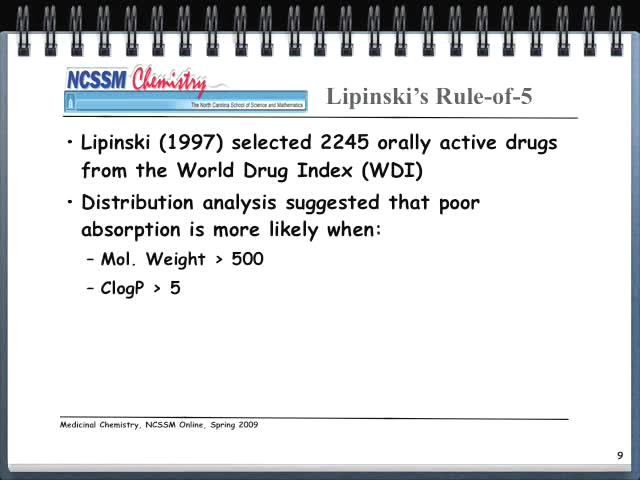 NCSSM Chemistry
The North Carolina School of Science and Mathematics
Lipinski's Rule-of-5
• Lipinski (1997) selected 2245 orally active drugs
from the World Drug Index (WDI)
• Distribution analysis suggested that poor
absorption is more likely when:
– Mol. Weight > 500
– ClogP > 5
Medicinal Chemistry, NCSSM Online, Spring 2009
9